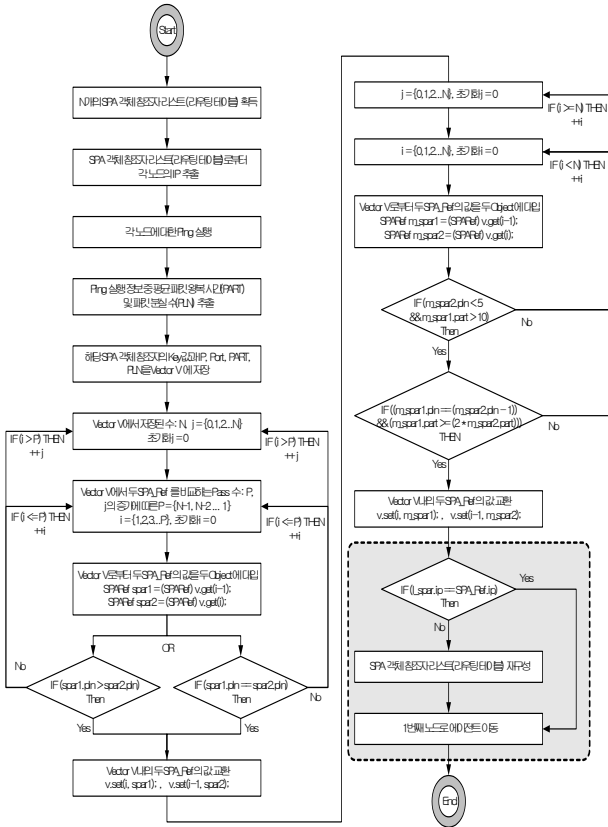 Start
N개의 SPA 객체 참조자 리스트(라우팅 테이블) 획득
SPA 객체 참조자 리스트(라우팅 테이블)로부터
각 노드의 IP 추출
각 노드에 대한 Ping 실행
Ping 실행 정보 중 평균 패킷 왕복 시간(PART)
및 패킷 분실 수(PLN) 추출
해당 SPA 객체 참조자의 Key값과 IP, Port, PART,
PLN을 Vector V에 저장
Vector V에서 저장된 수: N, j = {0,1,2...N}
초기화 j = 0
IF (i > P) THEN
++j
IF (i > P) THEN
++j
Vector V에서 두 SPA_Ref 를 비교하는 Pass 수: P,
j의 증가에 따른 P = {N-1, N-2 ... 1}
i = {1,2,3...P}, 초기화 i = 0
IF (i <= P) THEN
++i
IF (i <= P) THEN
++i
Vector V로부터 두 SPA_Ref의 값을 두 Object에 대입
SPARef spar1 = (SPARef) v.get(i-1);
SPARef spar2 = (SPARef) v.get(i);
OR
No
IF (spar1.pln > spar2.pln)
Then
IF (spar1.pln == spar2.pln)
Then
No
Yes
Yes
Vector V내의 두 SPA_Ref의 값 교환
v.set(i, spar1); , v.set(i-1, spar2);
j = {0,1,2...N}, 초기화 j = 0
IF (i >= N) THEN
++j
i = {0,1,2...N}, 초기화 i = 0
IF (i < N) THEN
++i
Vector V로부터 두 SPA_Ref의 값을 두 Object에 대입
SPARef m_spar1 = (SPARef) v.get(i-1);
SPARef m_spar2 = (SPARef) v.get(i);
IF (m_spar2.pln < 5
&& m_spar1.part > 10)
Then
No
Yes
IF ((m_spar1.pln == (m_spar2.pln - 1))
&& (m_spar1.part >= (2 * m_spar2.part)))
THEN
No
Yes
Vector V내의 두 SPA_Ref의 값 교환
v.set(i, m_spar1); , v.set(i-1, m_spar2);
IF (l_spar.ip == SPA_Ref.ip)
Then
Yes
No
SPA 객체 참조자 리스트(라우팅 테이블) 재구성
1번째 노드로 에이전트 이동
End